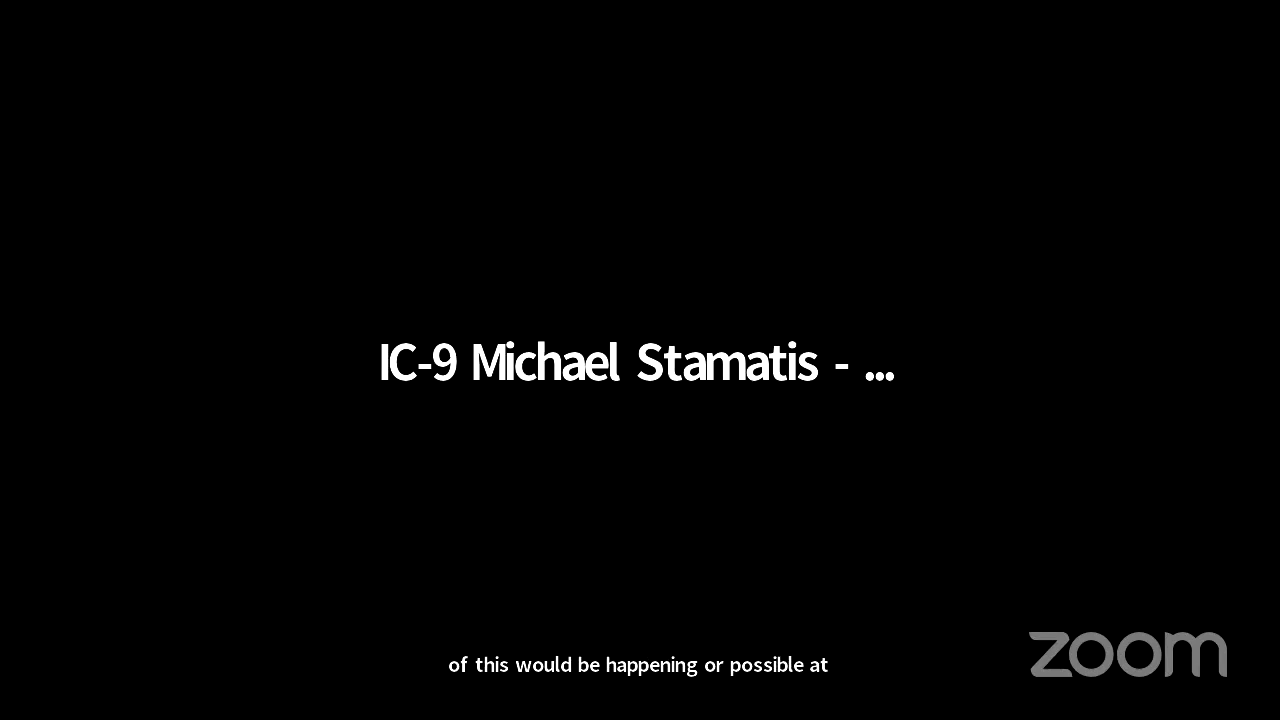 IC-9 Michael Stamatis - ...
of this would be happening or possible at
zoom